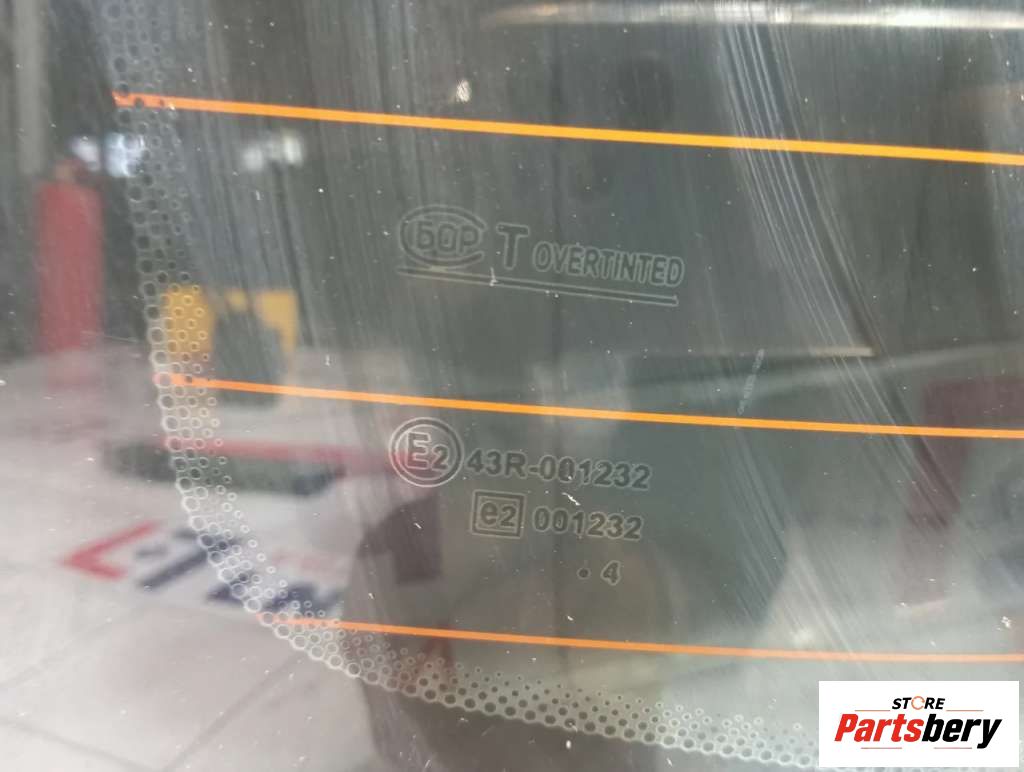 БОР T OVERTINTED
E2 43R-001232
e2 001232
• 4
STORE
Partsbery